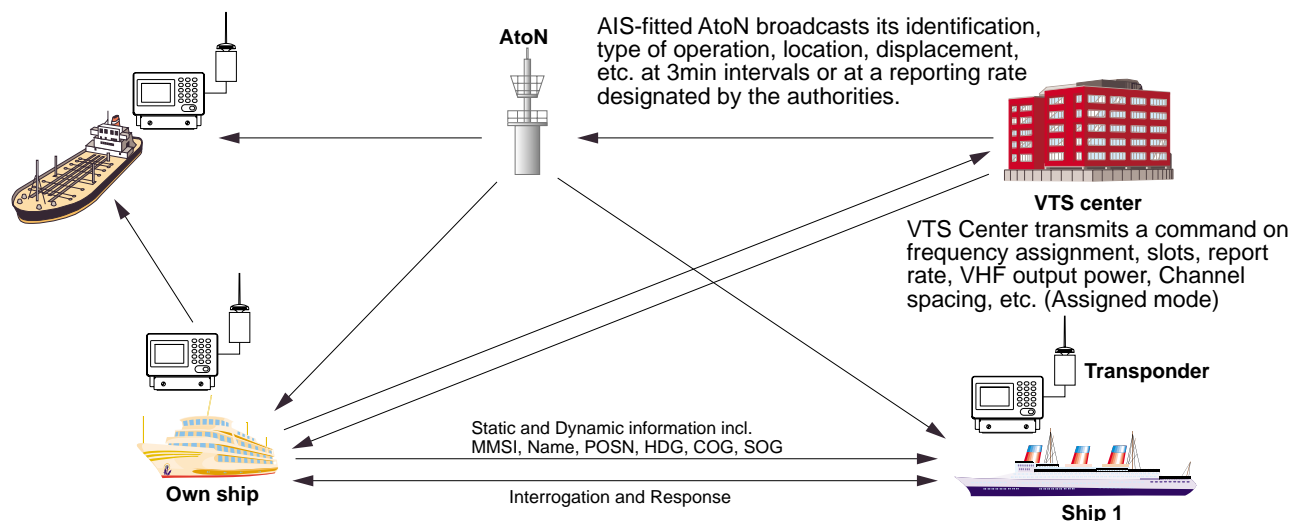 AtoN
AIS-fitted AtoN broadcasts its identification,
type of operation, location, displacement,
etc. at 3min intervals or at a reporting rate
designated by the authorities.
VTS center
VTS Center transmits a command on
frequency assignment, slots, report
rate, VHF output power, Channel
spacing, etc. (Assigned mode)
Transponder
Static and Dynamic information incl.
MMSI, Name, POSN, HDG, COG, SOG
Own ship
Interrogation and Response
Ship 1